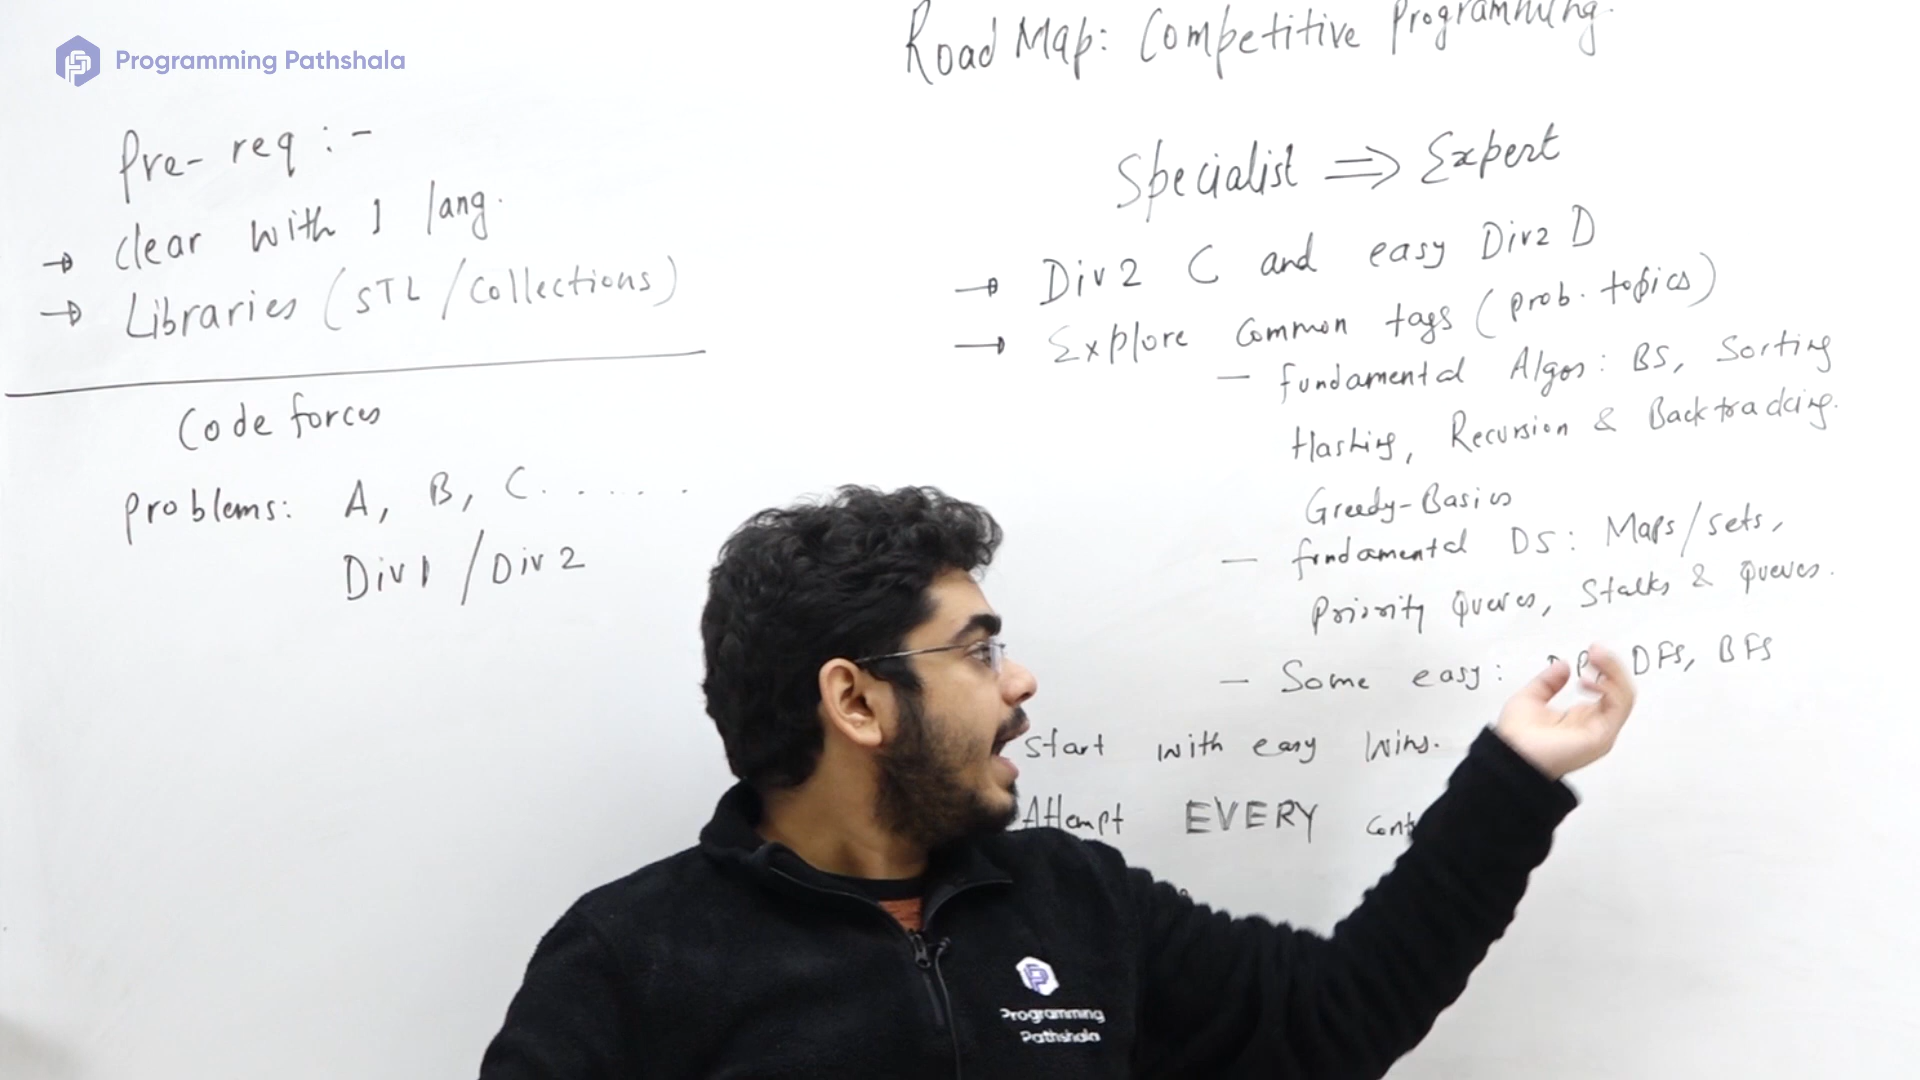 Programming Pathshala
Road Map: Competitive Programming.
Pre-req :-
→ clear with 1 lang.
→ Libraries (STL/Collections)
Codeforces
problems: A, B, C......
Div1 / Div2
Specialist ⇒ Expert
→ Div2 C and easy Div2 D
→ Explore common tags (prob. topics)
- fundamental Algos: BS, Sorting
Hashing, Recursion & Backtracking.
Greedy-Basics
- fundamental DS: Maps/sets,
Priority Queues, Stacks & Queues.
- Some easy: DP, DFS, BFS
start with easy wins.
Attempt EVERY
Programming
Pathshala